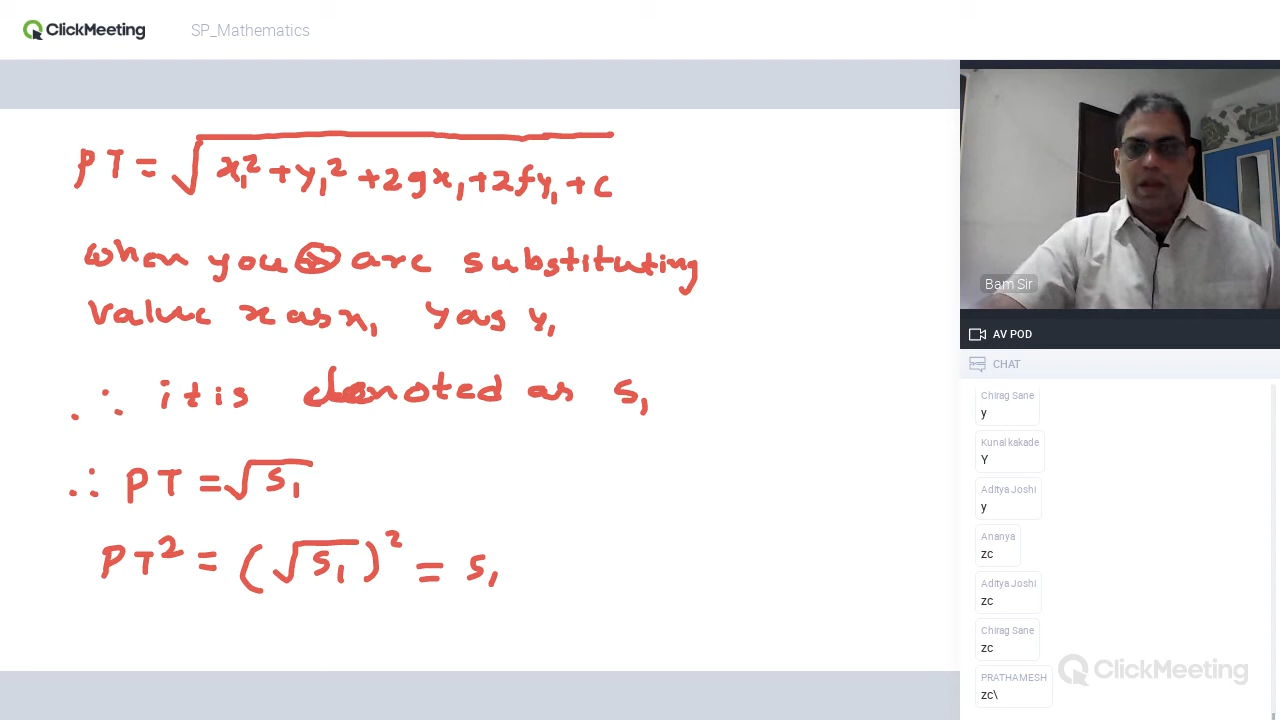 ClickMeeting SP_Mathematics
PT = √x₁² + y₁² + 2gx₁ + 2fy₁ + c
when you are substituting
value x as x₁ y as y₁
∴ it is denoted as S₁
∴ PT = √S₁
PT² = (√S₁)² = S₁
Bam Sir
AV POD
CHAT
Chirag Sane
y
Kunal kakade
Y
Aditya Joshi
y
Ananya
zc
Aditya Joshi
zc
Chirag Sane
zc
PRATHAMESH
zc\
ClickMeeting